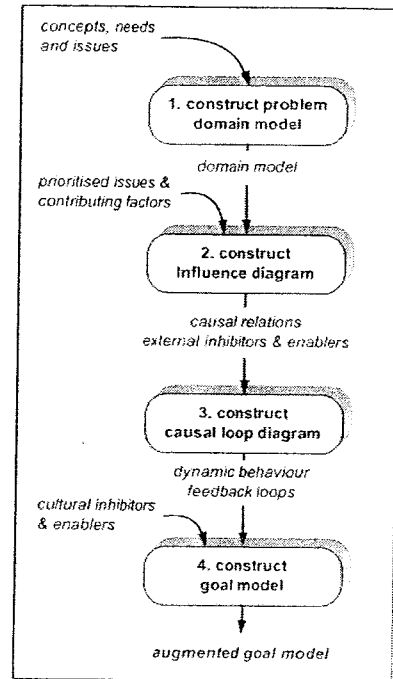 concepts, needs
and issues
1. construct problem
domain model
domain model
prioritised issues &
contributing factors
2. construct
Influence diagram
causal relations
external inhibitors & enablers
3. construct
causal loop diagram
dynamic behaviour
feedback loops
cultural inhibitors
& enablers
4. construct
goal model
augmented goal model